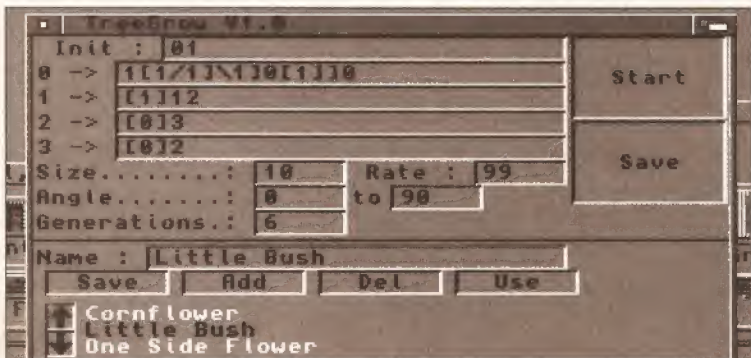 TreeGrow V1.0
Init : 01
0 -> 1[1/1]\1]0[1]]0
1 -> [1]12
2 -> [0]3
3 -> [0]2
Start
Save
Size........: 10 Rate : 99
Angle.......: 0 to 90
Generations.: 6
Name : Little Bush
Save Add Del Use
Cornflower
Little Bush
One Side Flower